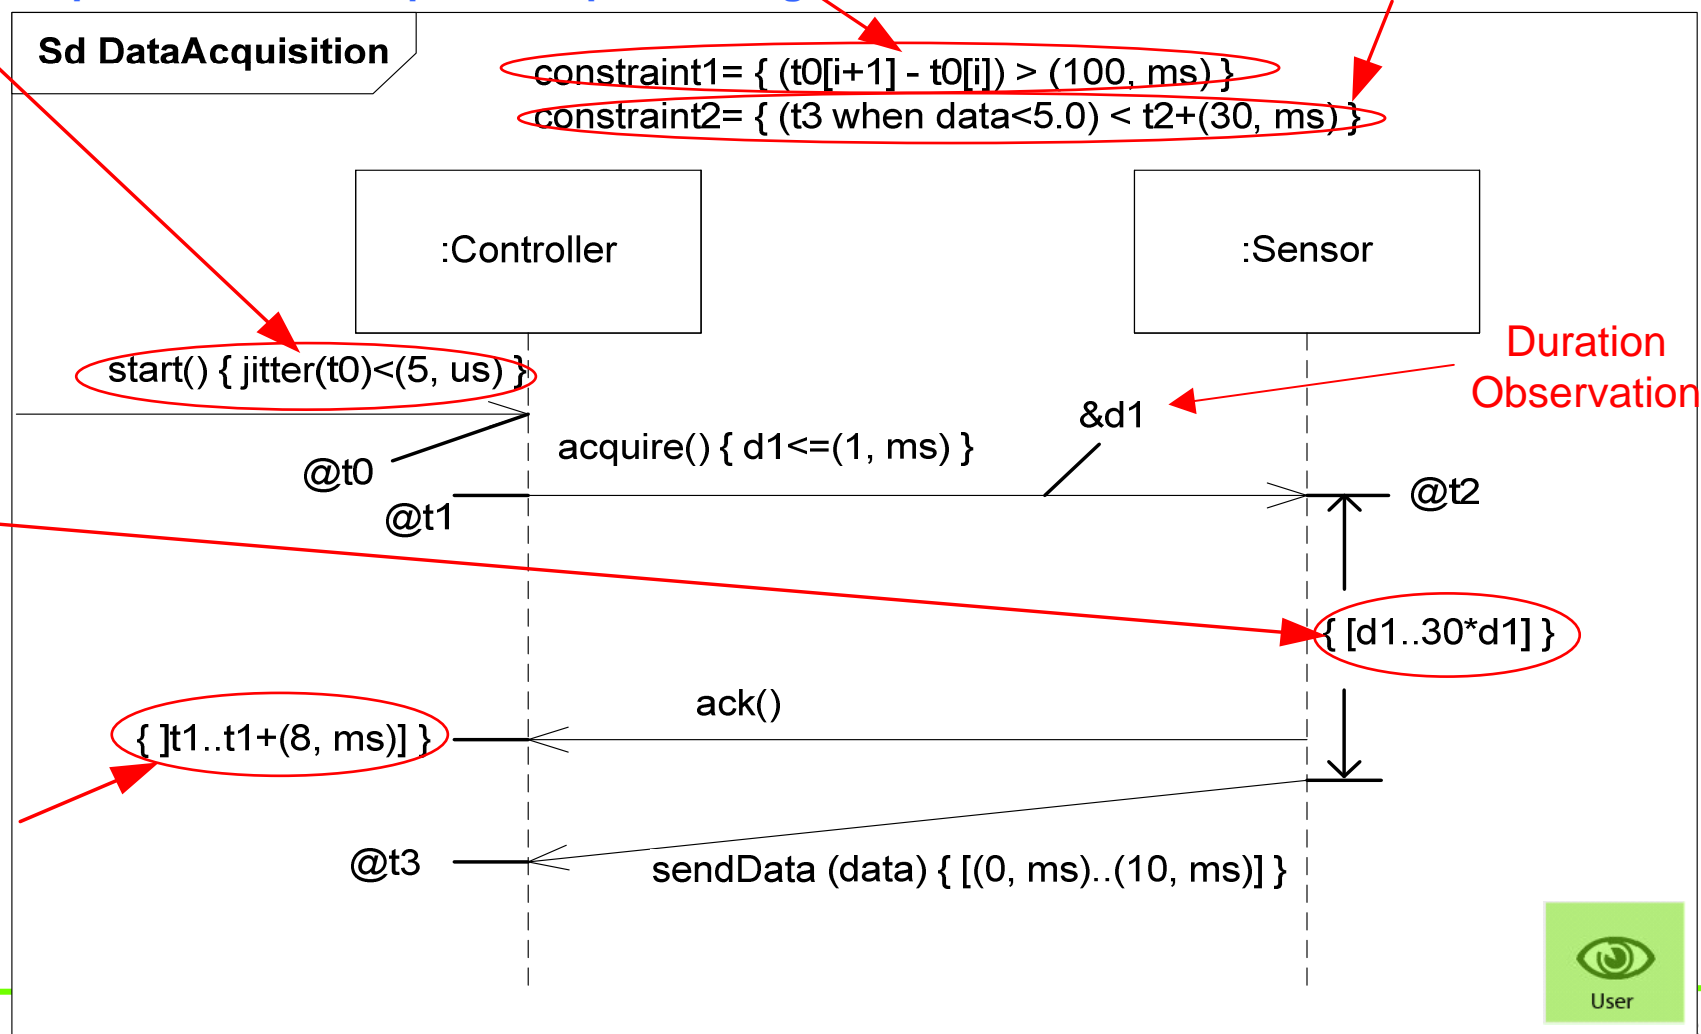 Sd DataAcquisition
constraint1= { (t0[i+1] - t0[i]) > (100, ms) }
constraint2= { (t3 when data<5.0) < t2+(30, ms) }
:Controller
:Sensor
Duration
Observation
start() { jitter(t0)<(5, us) }
&d1
acquire() { d1<=(1, ms) }
@t0
@t1
@t2
{ [d1..30*d1] }
ack()
{ ]t1..t1+(8, ms)] }
@t3
sendData (data) { [(0, ms)..(10, ms)] }
User